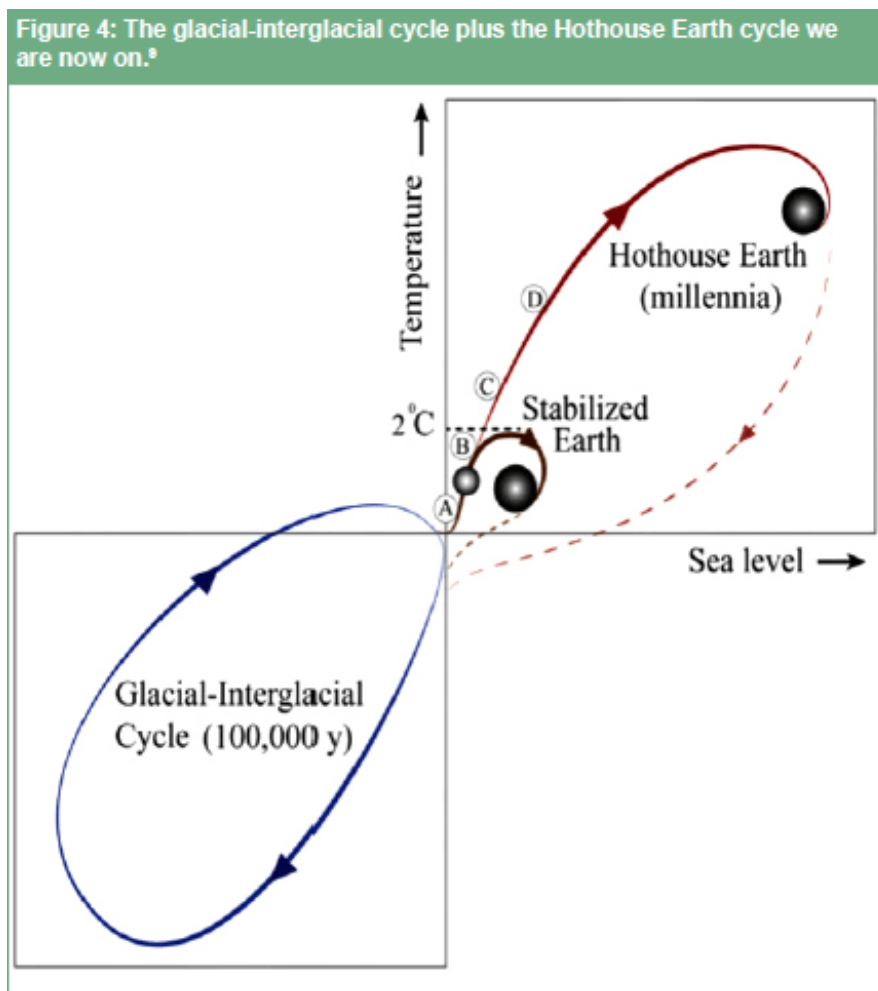 Figure 4: The glacial-interglacial cycle plus the Hothouse Earth cycle we
are now on.⁹
Temperature →
Hothouse Earth
(millennia)
D
C
2°C
Stabilized
Earth
B
A
Sea level →
Glacial-Interglacial
Cycle (100,000 y)